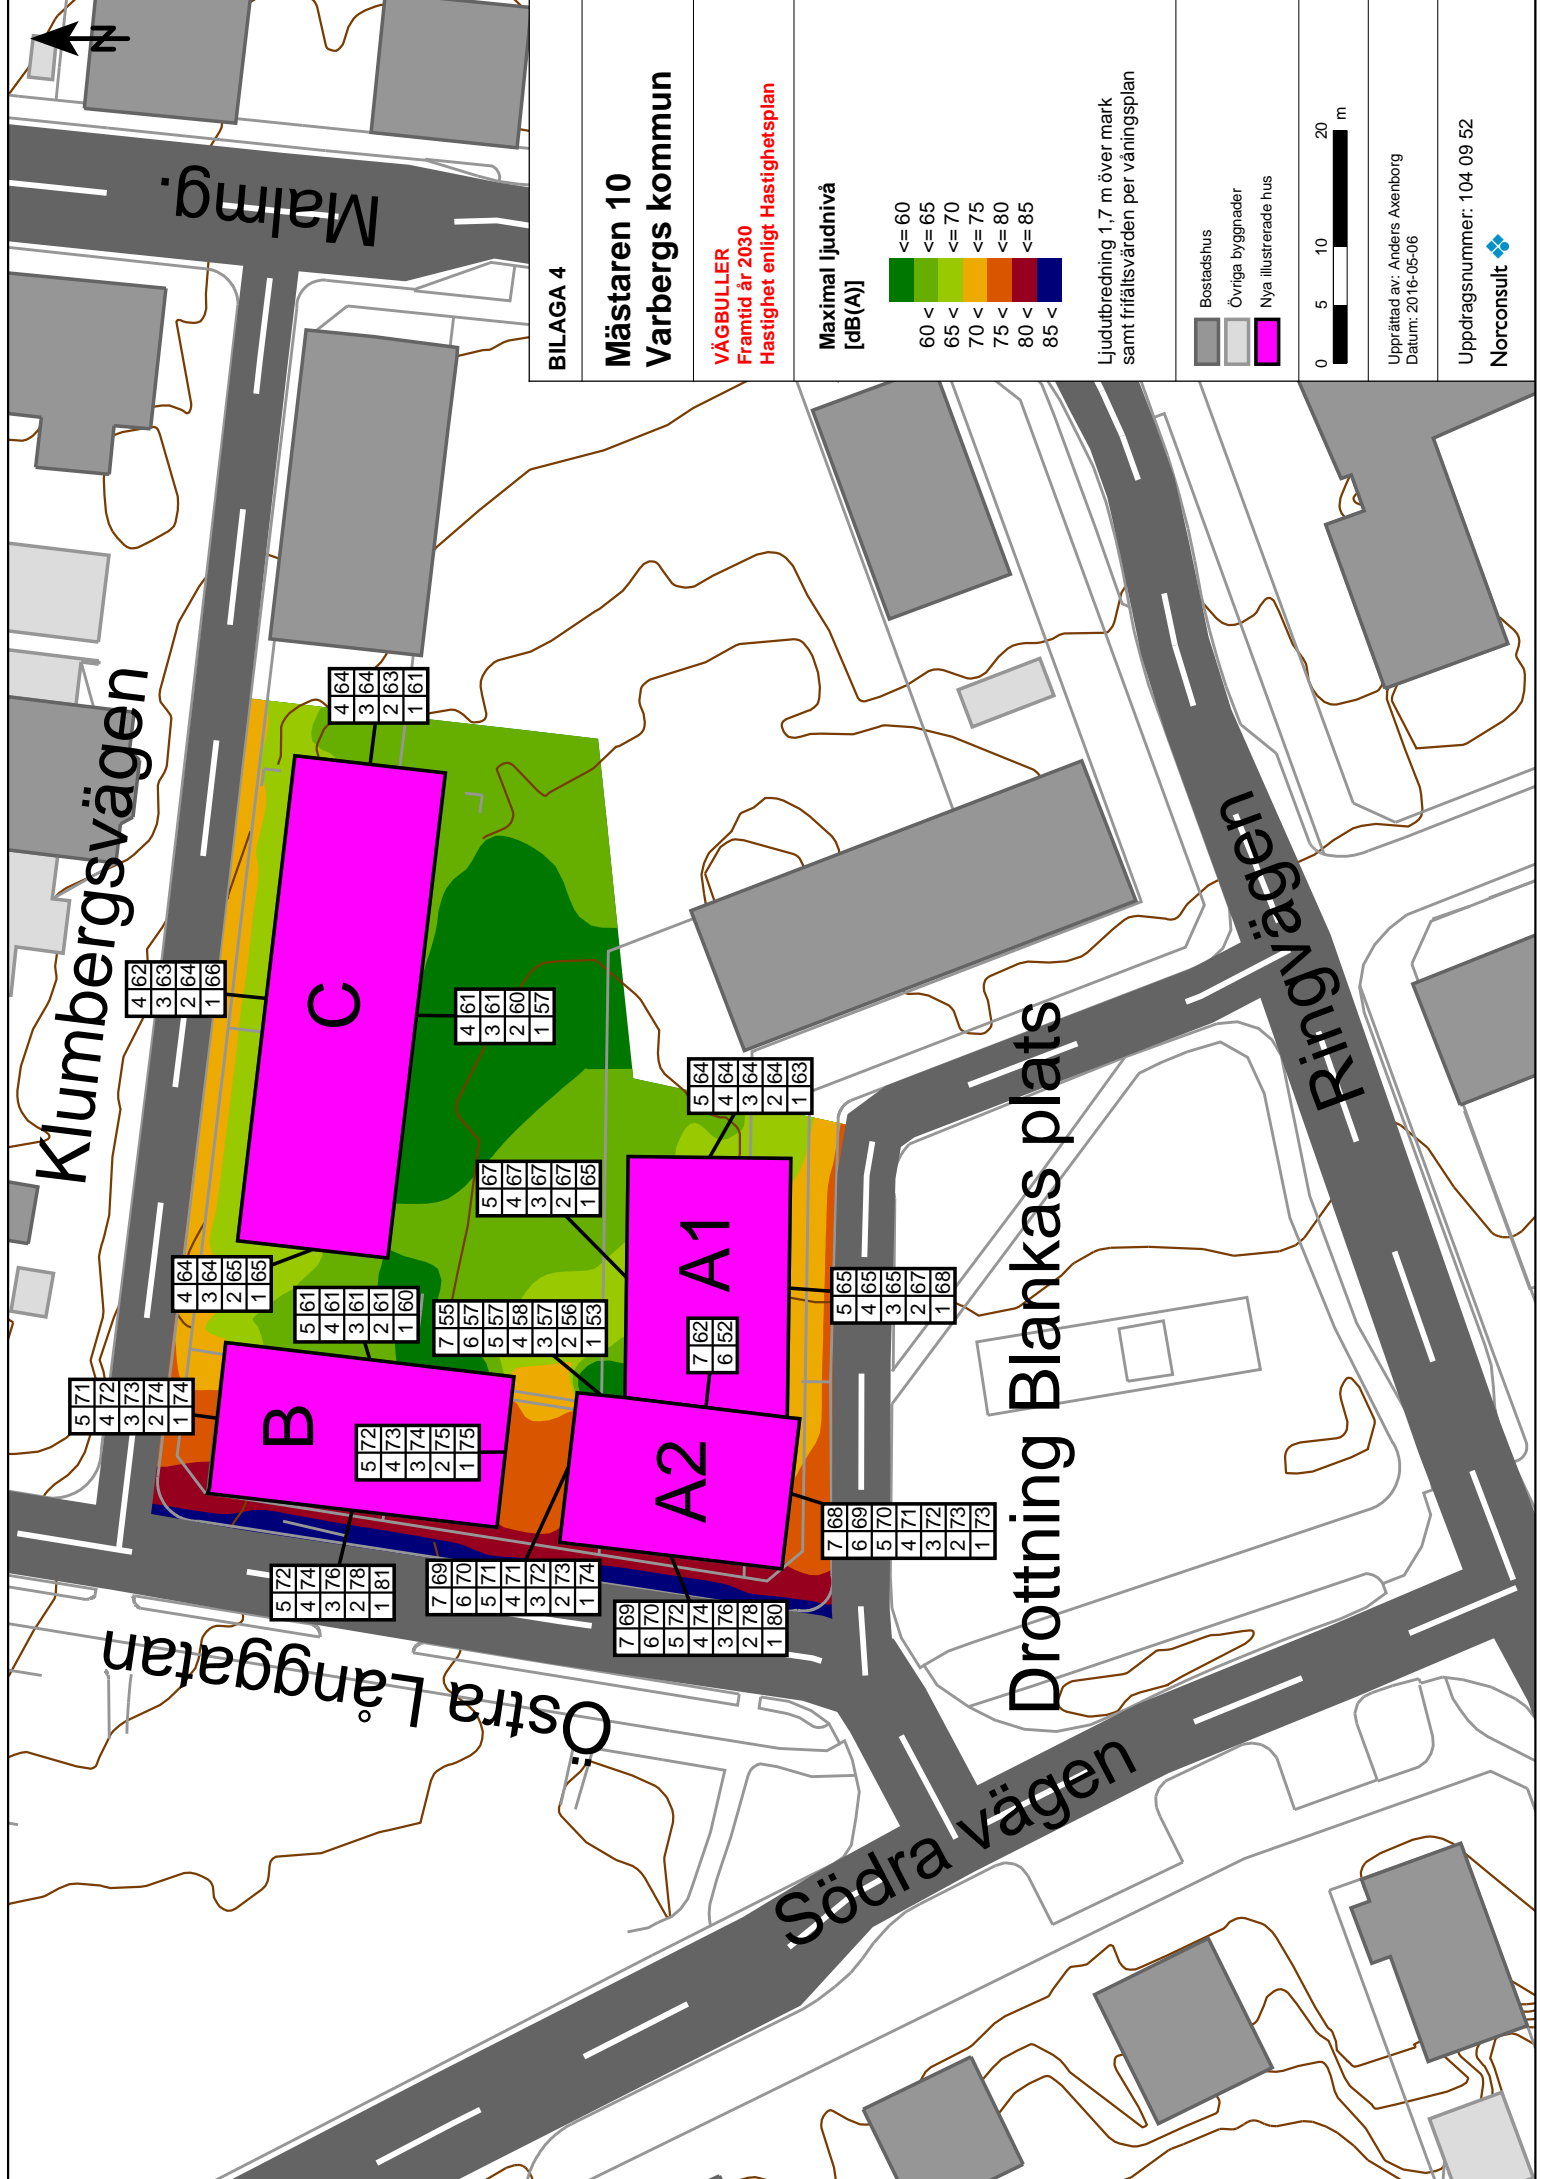 N
BILAGA 4
Mästaren 10
Varbergs kommun
VÄGBULLER
Framtid år 2030
Hastighet enligt Hastighetsplan
Maximal ljudnivå
[dB(A)]
<= 60
60 < <= 65
65 < <= 70
70 < <= 75
75 < <= 80
80 < <= 85
85 <
Ljudutbredning 1,7 m över mark
samt frifältsvärden per våningsplan
Bostadshus
Övriga byggnader
Nya illustrerade hus
0 5 10 20
m
Upprättad av: Anders Axenborg
Datum: 2016-05-06
Uppdragsnummer: 104 09 52
Norconsult
Malmg.
Klumbergsvägen
Östra Långgatan
Södra vägen
Drottning Blankas plats
Ringvägen
C
B
A1
A2
4 64
3 64
2 63
1 61
4 62
3 63
2 64
1 66
4 61
3 61
2 60
1 57
4 64
3 64
2 65
1 65
5 61
4 61
3 61
2 61
1 60
5 71
4 72
3 73
2 74
1 74
5 72
4 73
3 74
2 75
1 75
5 72
4 74
3 76
2 78
1 81
5 67
4 67
3 67
2 67
1 65
5 64
4 64
3 64
2 64
1 63
5 65
4 65
3 65
2 67
1 68
7 55
6 57
5 57
4 58
3 57
2 56
1 53
7 62
6 52
7 69
6 70
5 71
4 71
3 72
2 73
1 74
7 69
6 70
5 72
4 74
3 76
2 78
1 80
7 68
6 69
5 70
4 71
3 72
2 73
1 73